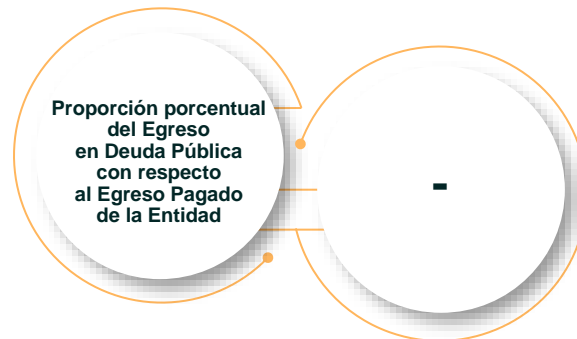 Proporción porcentual
del Egreso
en Deuda Pública
con respecto
al Egreso Pagado
de la Entidad
-